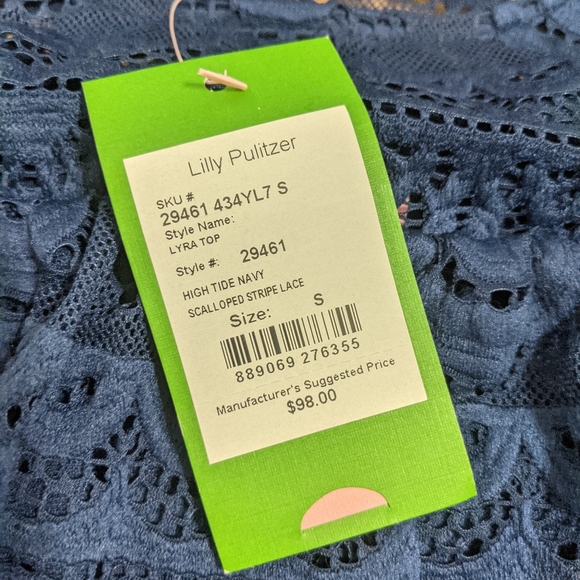 Lilly Pulitzer
SKU #
29461 434YL7 S
Style Name:
LYRA TOP
Style #: 29461
HIGH TIDE NAVY
SCALLOPED STRIPE LACE
Size: S
889069 276355
Manufacturer's Suggested Price
$98.00